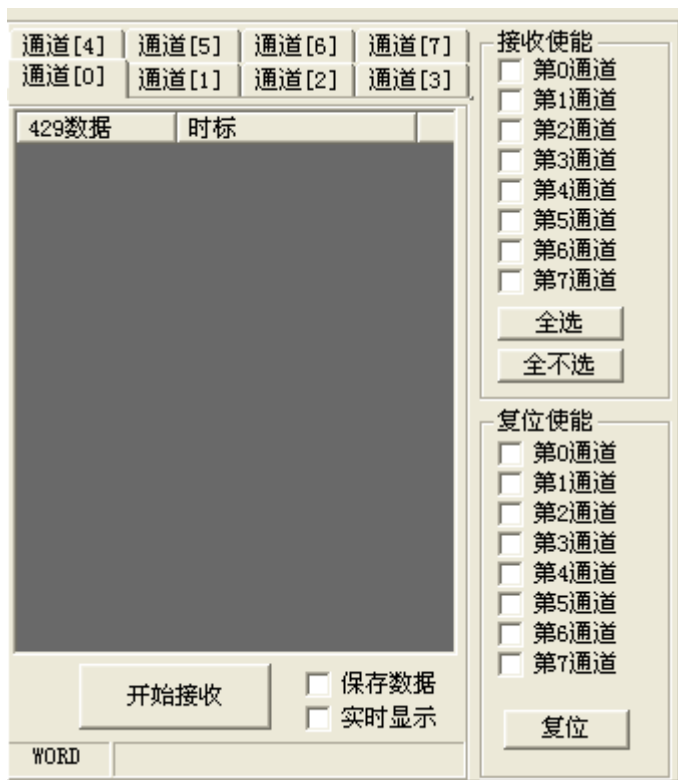 通道[4] 通道[5] 通道[6] 通道[7]
通道[0] 通道[1] 通道[2] 通道[3]
429数据 时标
开始接收
保存数据
实时显示
WORD
接收使能
第0通道
第1通道
第2通道
第3通道
第4通道
第5通道
第6通道
第7通道
全选
全不选
复位使能
第0通道
第1通道
第2通道
第3通道
第4通道
第5通道
第6通道
第7通道
复位